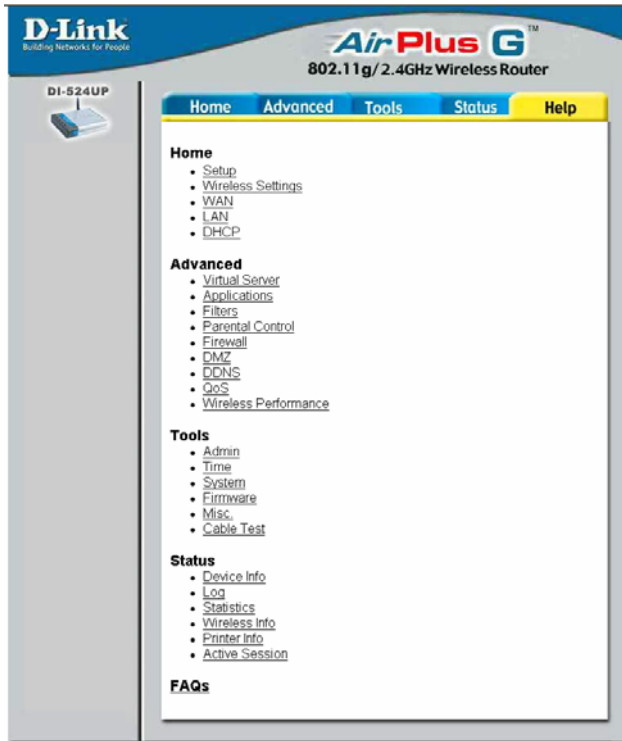 D-Link
Building Networks for People
Air Plus G™
802.11g/2.4GHz Wireless Router
DI-524UP
Home Advanced Tools Status Help
Home
• Setup
• Wireless Settings
• WAN
• LAN
• DHCP
Advanced
• Virtual Server
• Applications
• Filters
• Parental Control
• Firewall
• DMZ
• DDNS
• QoS
• Wireless Performance
Tools
• Admin
• Time
• System
• Firmware
• Misc.
• Cable Test
Status
• Device Info
• Log
• Statistics
• Wireless Info
• Printer Info
• Active Session
FAQs